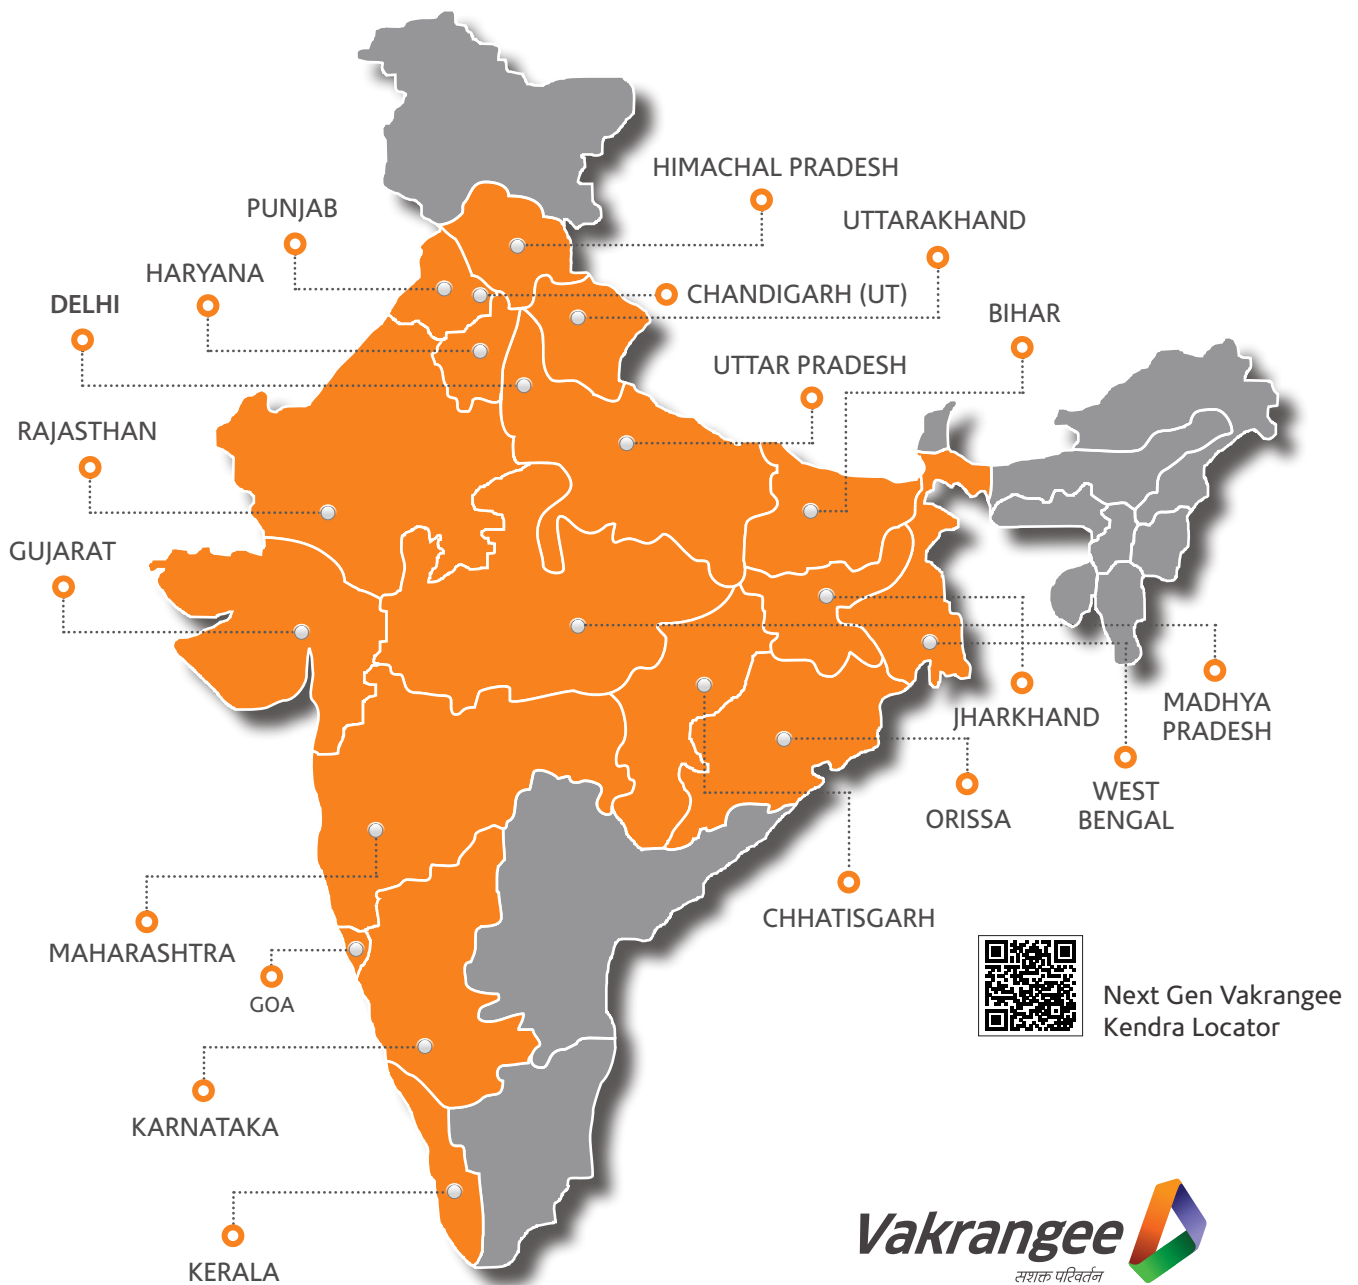 HIMACHAL PRADESH
PUNJAB
UTTARAKHAND
HARYANA
DELHI
CHANDIGARH (UT)
BIHAR
UTTAR PRADESH
RAJASTHAN
GUJARAT
JHARKHAND
MADHYA
PRADESH
WEST
BENGAL
ORISSA
CHHATISGARH
MAHARASHTRA
GOA
Next Gen Vakrangee
Kendra Locator
KARNATAKA
KERALA
Vakrangee
सशक्त परिवर्तन